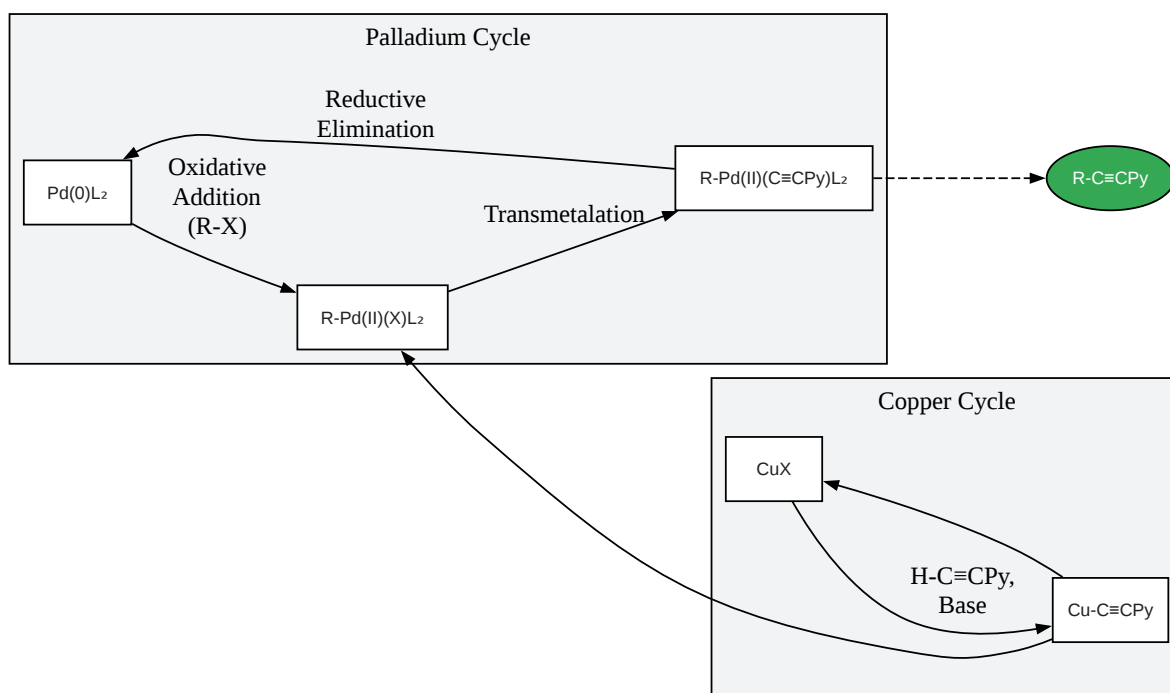 Palladium Cycle
Reductive
Elimination
Oxidative
Addition
(R-X)
Pd(0)L₂
R-Pd(II)(C≡CPy)L₂
R-C≡CPy
Transmetalation
R-Pd(II)(X)L₂
Copper Cycle
CuX
H-C≡CPy,
Base
Cu-C≡CPy